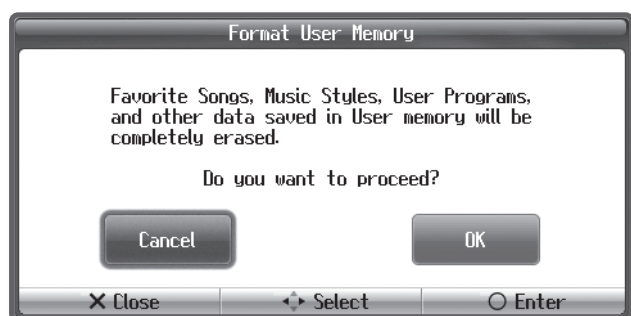 Format User Memory
Favorite Songs, Music Styles, User Programs,
and other data saved in User memory will be
completely erased.
Do you want to proceed?
Cancel
OK
Close
Select
Enter